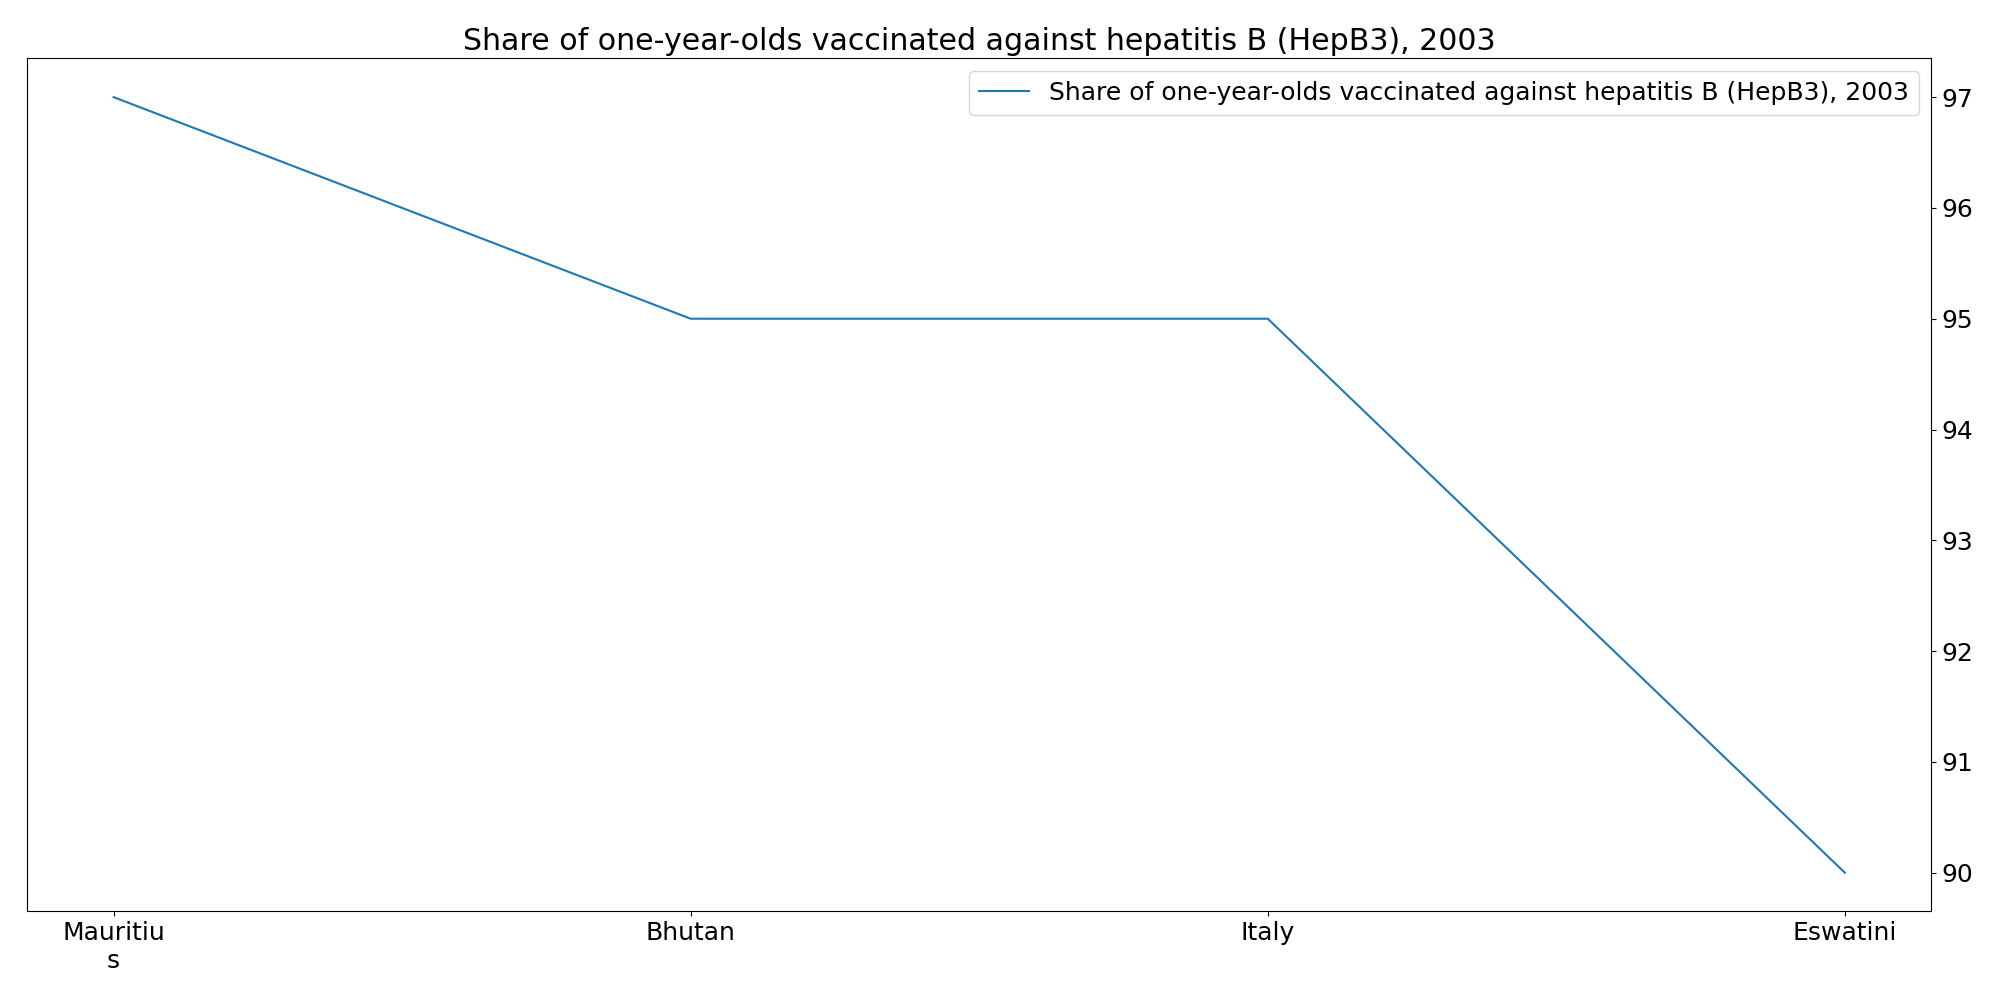 Share of one-year-olds vaccinated against hepatitis B (HepB3), 2003
Share of one-year-olds vaccinated against hepatitis B (HepB3), 2003
97
96
95
94
93
92
91
90
Mauritiu
s
Bhutan
Italy
Eswatini